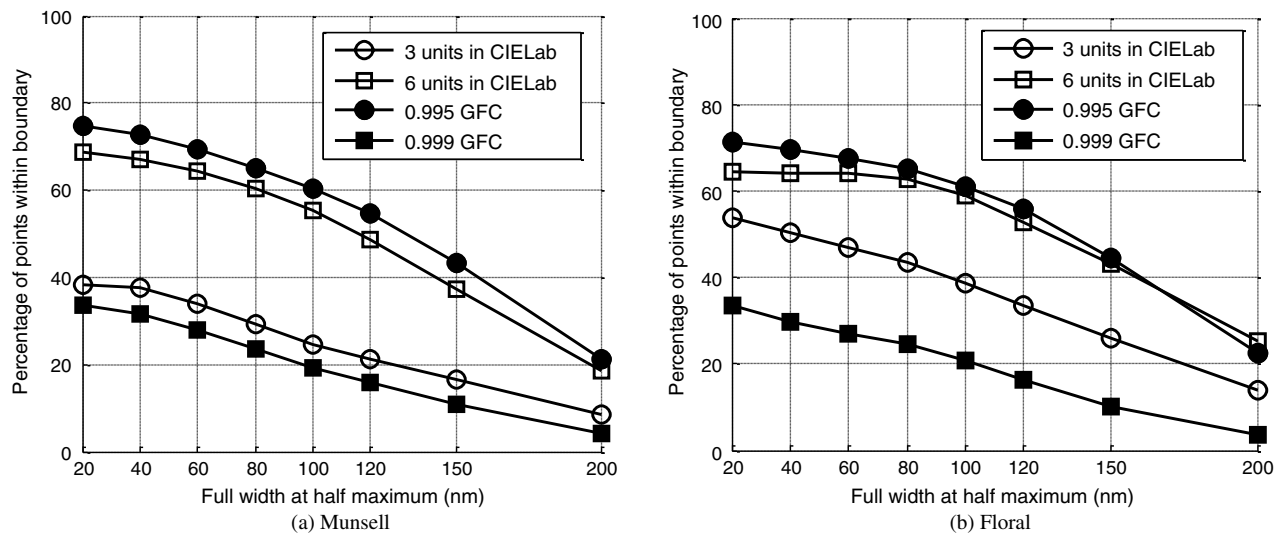 100
80
60
40
20
0
Percentage of points within boundary
3 units in CIELab
6 units in CIELab
0.995 GFC
0.999 GFC
20 40 60 80 100 120 150 200
Full width at half maximum (nm)
(a) Munsell
100
80
60
40
20
0
Percentage of points within boundary
3 units in CIELab
6 units in CIELab
0.995 GFC
0.999 GFC
20 40 60 80 100 120 150 200
Full width at half maximum (nm)
(b) Floral